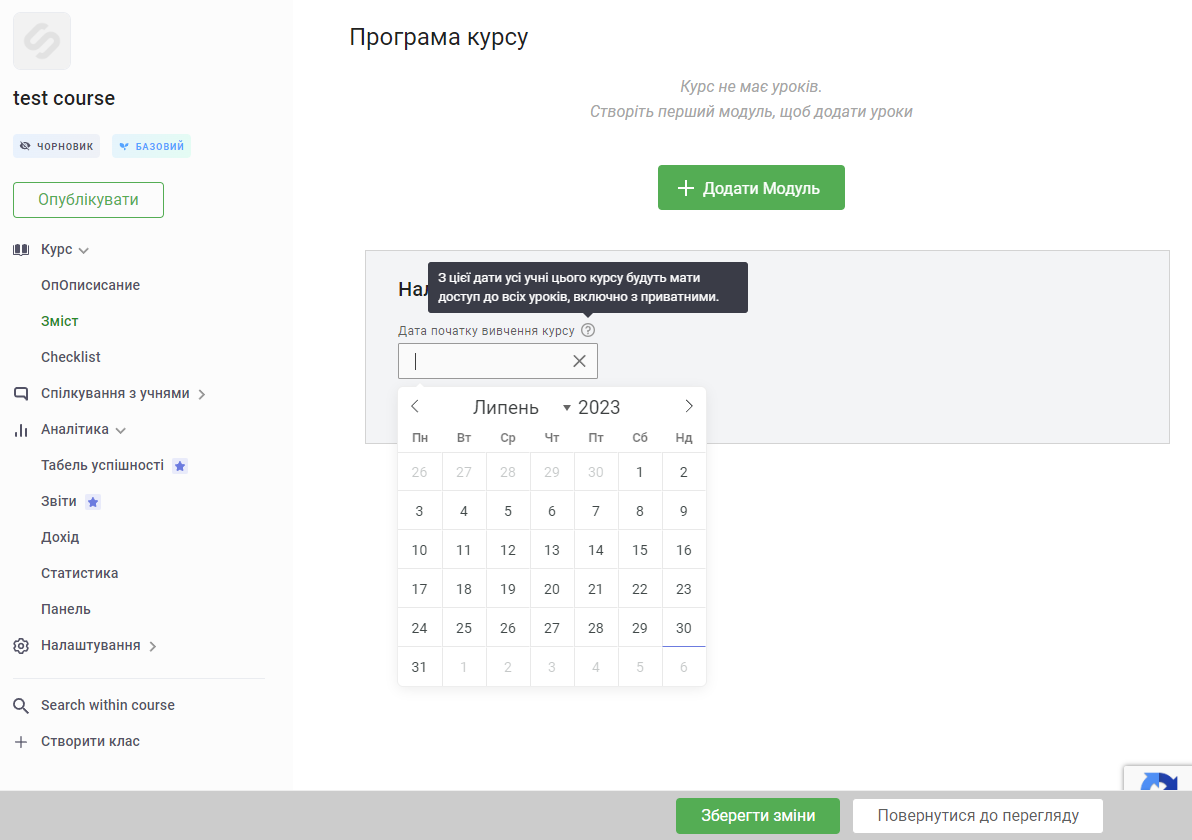 test course
ЧОРНОВИК
БАЗОВИЙ
Опублікувати
Курс
ОпОписисание
Зміст
Checklist
Спілкування з учнями
Аналітика
Табель успішності
Звіти
Дохід
Статистика
Панель
Налаштування
Search within course
Створити клас
Програма курсу
Курс не має уроків.
Створіть перший модуль, щоб додати уроки
Додати Модуль
З цієї дати усі учні цього курсу будуть мати
доступ до всіх уроків, включно з приватними.
Дата початку вивчення курсу
Липень 2023
Пн Вт Ср Чт Пт Сб Нд
26 27 28 29 30 1 2
3 4 5 6 7 8 9
10 11 12 13 14 15 16
17 18 19 20 21 22 23
24 25 26 27 28 29 30
31 1 2 3 4 5 6
Зберегти зміни
Повернутися до перегляду